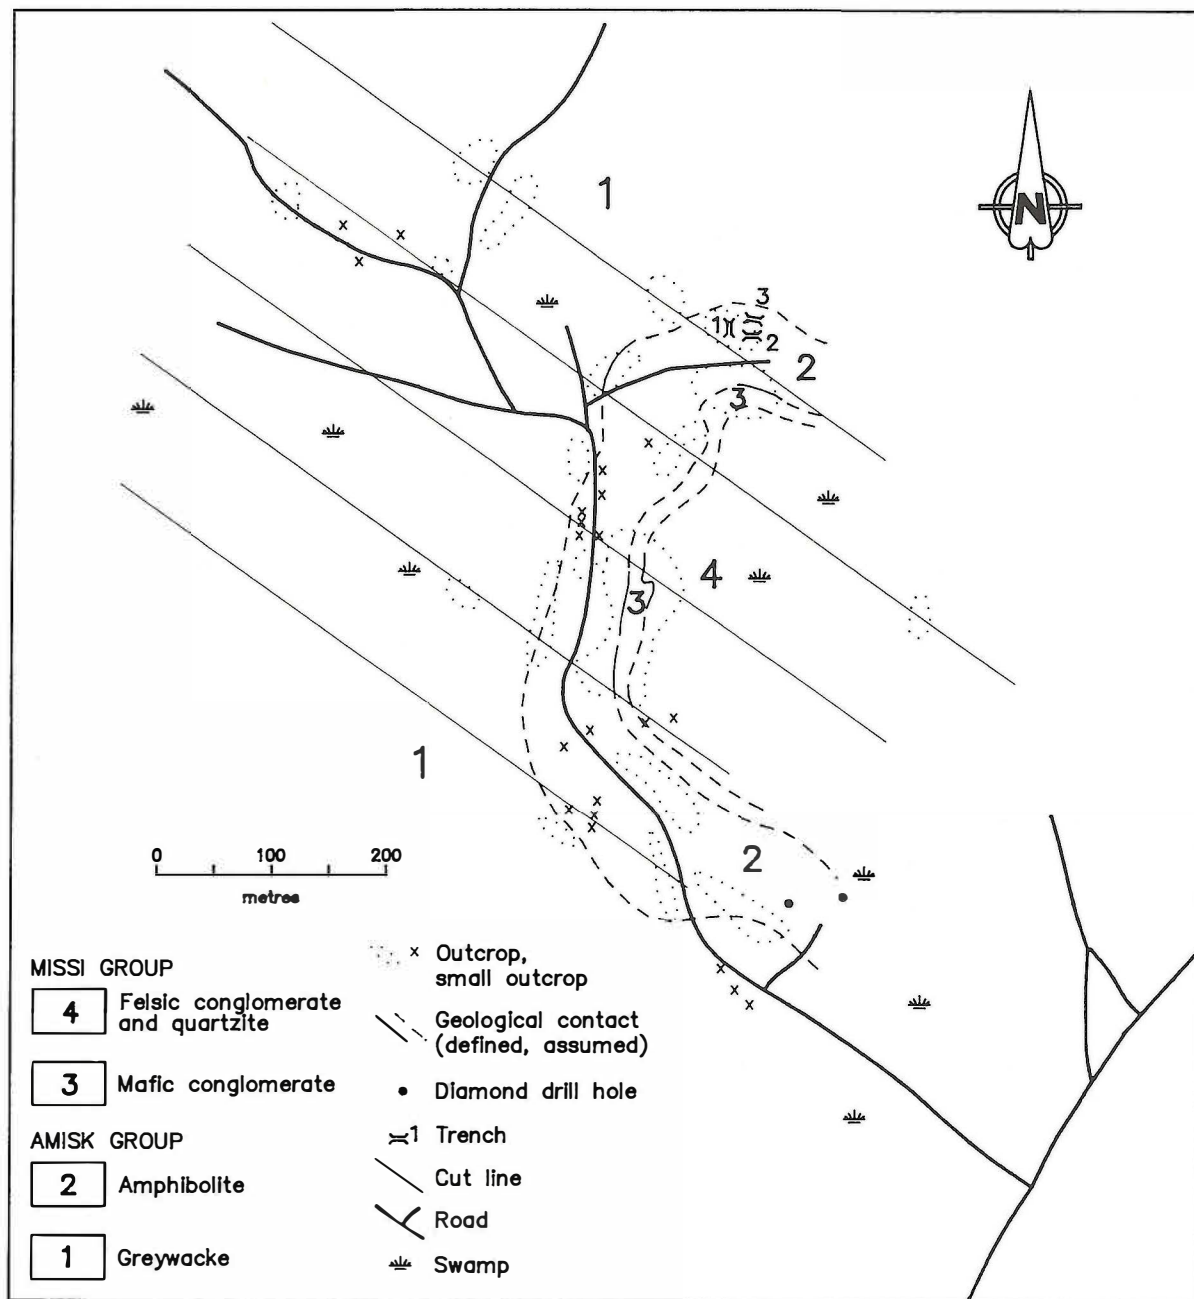 1
N
3
1
2
2
3
4
3
1
2
0 100 200
metres
MISSI GROUP
4 Felsic conglomerate
and quartzite
3 Mafic conglomerate
AMISK GROUP
2 Amphibolite
1 Greywacke
x Outcrop,
small outcrop
Geological contact
(defined, assumed)
Diamond drill hole
1 Trench
Cut line
Road
Swamp